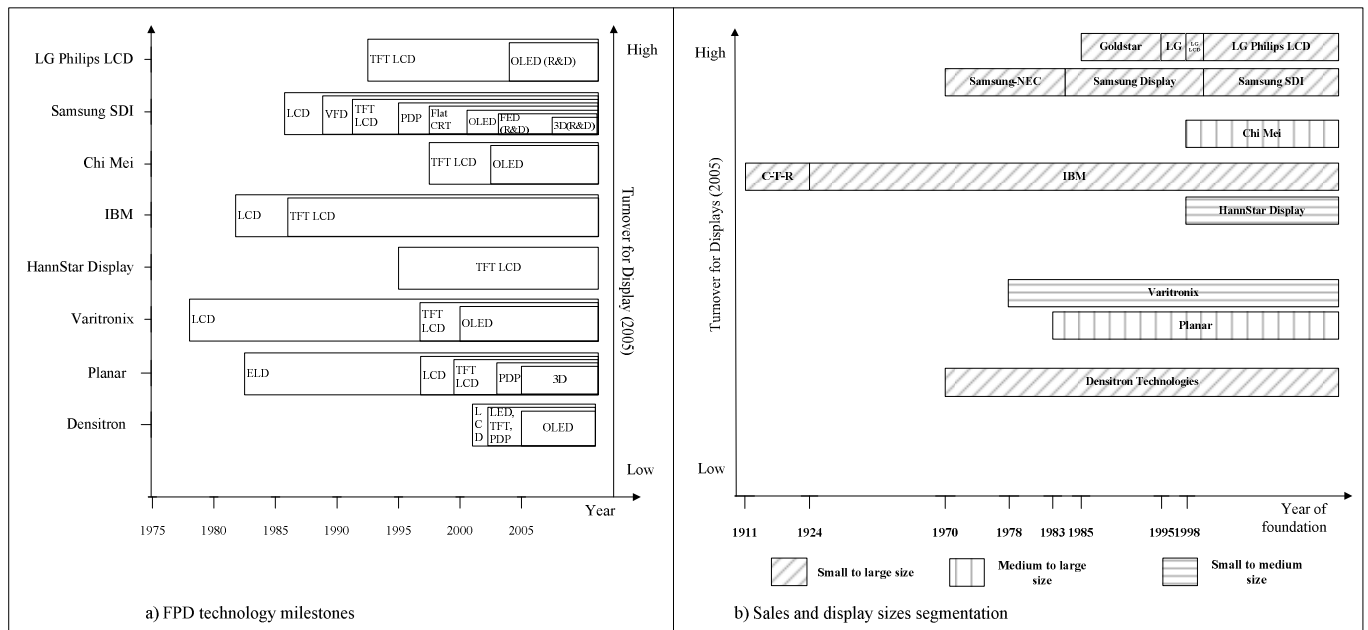 High
LG Philips LCD
TFT LCD
OLED (R&D)
Samsung SDI
LCD
VFD
TFT
LCD
PDP
Flat
CRT
OLED
FED
(R&D)
3D(R&D)
Chi Mei
TFT LCD
OLED
IBM
LCD
TFT LCD
HannStar Display
TFT LCD
Varitronix
LCD
TFT
LCD
OLED
Planar
ELD
LCD
TFT
LCD
PDP
3D
Densitron
L
C
D
LED,
TFT,
PDP
OLED
Turnover for Display (2005)
Low
Year
1975
1980
1985
1990
1995
2000
2005
a) FPD technology milestones
High
Goldstar
LG
LG
LCD
LG Philips LCD
Samsung-NEC
Samsung Display
Samsung SDI
Chi Mei
C-T-R
IBM
HannStar Display
Varitronix
Planar
Densitron Technologies
Turnover for Displays (2005)
Low
Year of
foundation
1911
1924
1970
1978
1983
1985
1995
1998
Small to large size
Medium to large
size
Small to medium
size
b) Sales and display sizes segmentation